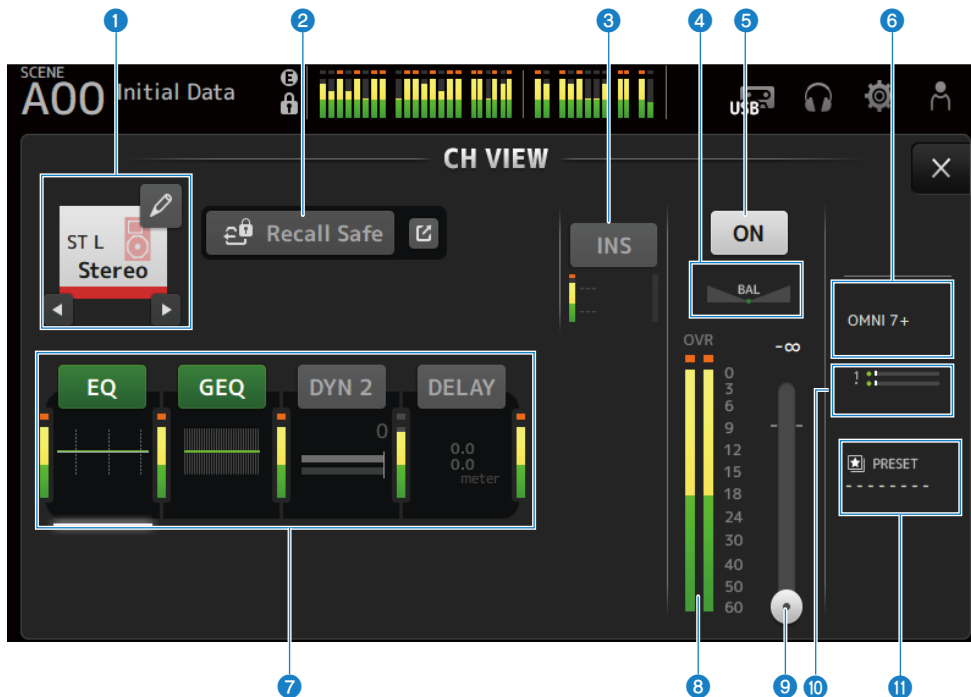 1 2 3 4 5 6
SCENE
A00 Initial Data
E
USB
CH VIEW
ST L
Stereo
Recall Safe
INS
---
---
ON
BAL
OMNI 7+
OVR
-∞
0
3
6
9
12
15
18
24
30
40
50
60
1
PRESET
--------
EQ GEQ DYN 2 DELAY
0
0.0
0.0
meter
7 8 9 10 11